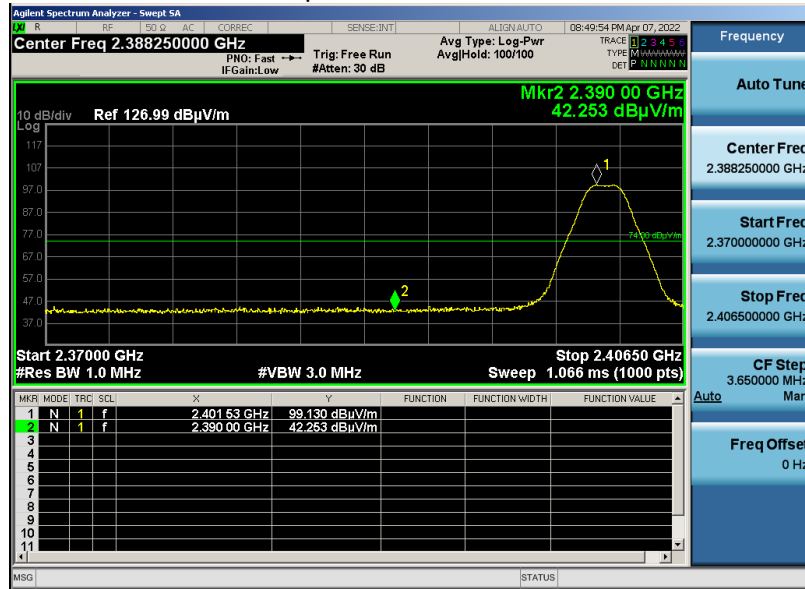 Agilent Spectrum Analyzer - Swept SA
LXI R RF 50 Ω AC CORREC SENSE:INT ALIGN AUTO 08:49:54 PM Apr 07, 2022
Center Freq 2.388250000 GHz
PNO: Fast
IFGain:Low
Trig: Free Run
#Atten: 30 dB
Avg Type: Log-Pwr
Avg|Hold: 100/100
TRACE 1 2 3 4 5 6
TYPE M
DET P N N N N N
Mkr2 2.390 00 GHz
42.253 dBµV/m
10 dB/div Ref 126.99 dBµV/m
Log
117
107
97.0
87.0
77.0
67.0
57.0
47.0
37.0
1
2
74.00 dBµV/m
Start 2.37000 GHz Stop 2.40650 GHz
#Res BW 1.0 MHz #VBW 3.0 MHz Sweep 1.066 ms (1000 pts)
MKR MODE TRC SCL X Y FUNCTION FUNCTION WIDTH FUNCTION VALUE
1 N 1 f 2.401 53 GHz 99.130 dBµV/m
2 N 1 f 2.390 00 GHz 42.253 dBµV/m
3
4
5
6
7
8
9
10
11
MSG STATUS
Frequency
Auto Tune
Center Freq
2.388250000 GHz
Start Freq
2.370000000 GHz
Stop Freq
2.406500000 GHz
CF Step
3.650000 MHz
Auto Man
Freq Offset
0 Hz